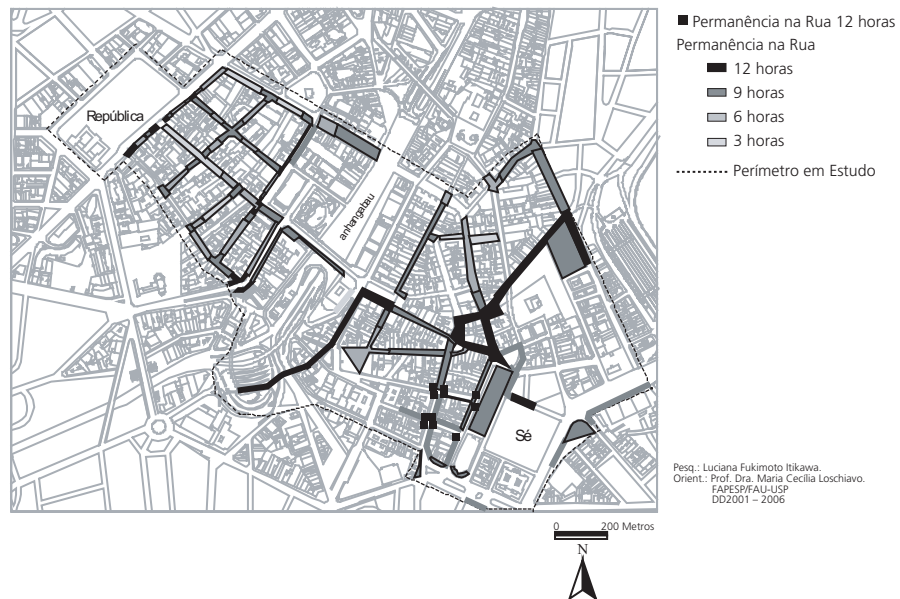 Permanência na Rua 12 horas
Permanência na Rua
12 horas
9 horas
6 horas
3 horas
Perímetro em Estudo
República
anhangabau
Sé
Pesq.: Luciana Fukimoto Itikawa.
Orient.: Prof. Dra. Maria Cecília Loschiavo.
FAPESP/FAU-USP
DD2001 – 2006
0 200 Metros
N